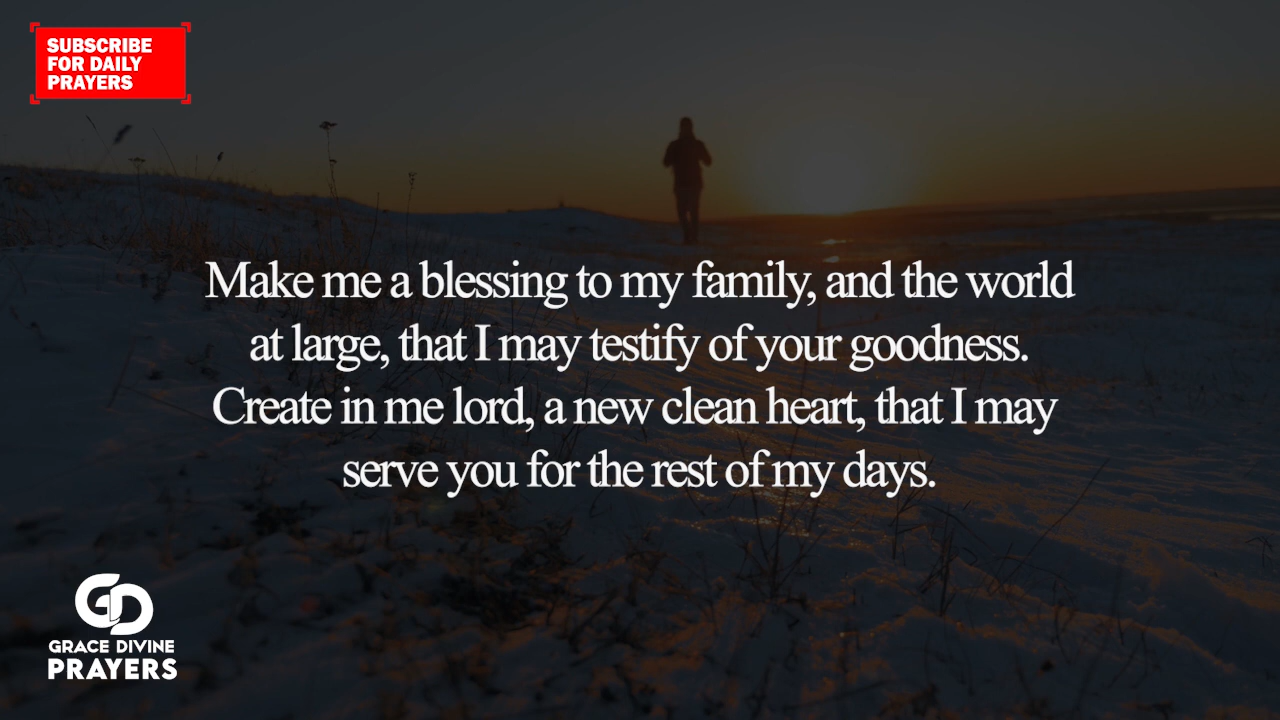 SUBSCRIBE
FOR DAILY
PRAYERS
Make me a blessing to my family, and the world
at large, that I may testify of your goodness.
Create in me lord, a new clean heart, that I may
serve you for the rest of my days.
GD
GRACE DIVINE
PRAYERS